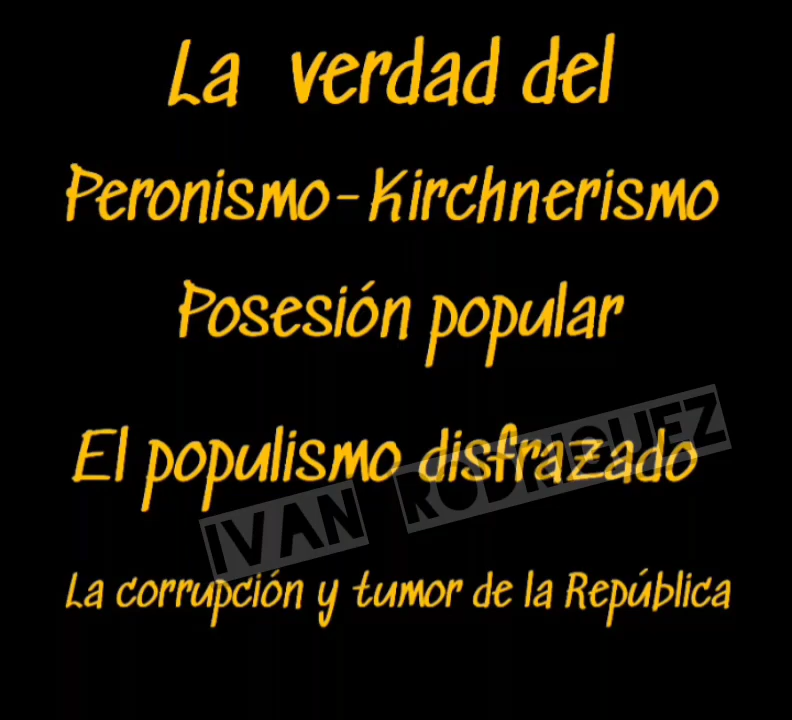 La verdad del
Peronismo-Kirchnerismo
Posesión popular
El populismo disfrazado
IVAN RODRIGUEZ
La corrupción y tumor de la República